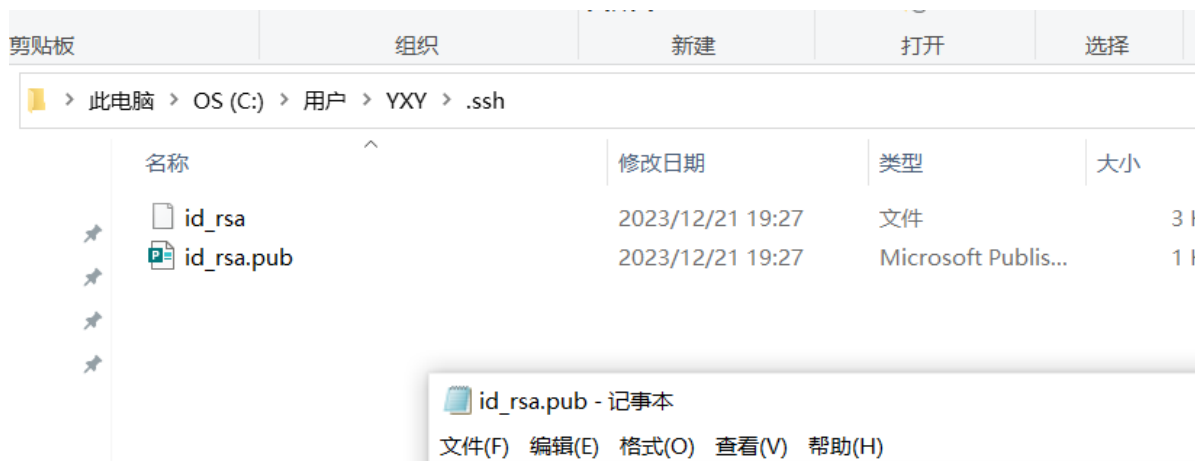 剪贴板 组织 新建 打开 选择
此电脑 > OS (C:) > 用户 > YXY > .ssh
名称 修改日期 类型 大小
id_rsa 2023/12/21 19:27 文件 3
id_rsa.pub 2023/12/21 19:27 Microsoft Publis... 1
id_rsa.pub - 记事本
文件(F) 编辑(E) 格式(O) 查看(V) 帮助(H)